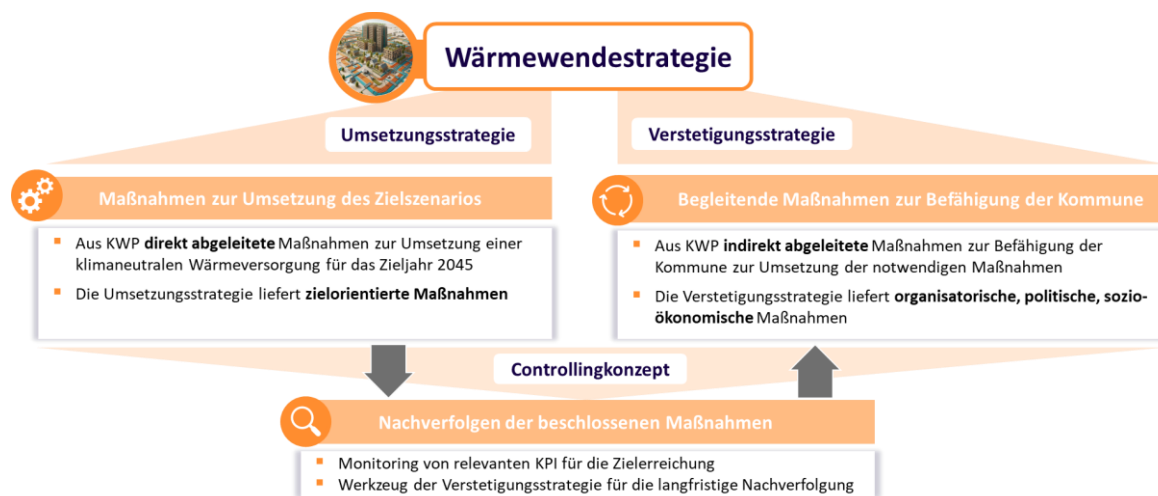 Wärmewendestrategie
Umsetzungsstrategie
Verstetigungsstrategie
Maßnahmen zur Umsetzung des Zielszenarios
Aus KWP direkt abgeleitete Maßnahmen zur Umsetzung einer
klimaneutralen Wärmeversorgung für das Zieljahr 2045
Die Umsetzungsstrategie liefert zielorientierte Maßnahmen
Begleitende Maßnahmen zur Befähigung der Kommune
Aus KWP indirekt abgeleitete Maßnahmen zur Befähigung der
Kommune zur Umsetzung der notwendigen Maßnahmen
Die Verstetigungsstrategie liefert organisatorische, politische, sozio-
ökonomische Maßnahmen
Controllingkonzept
Nachverfolgen der beschlossenen Maßnahmen
Monitoring von relevanten KPI für die Zielerreichung
Werkzeug der Verstetigungsstrategie für die langfristige Nachverfolgung